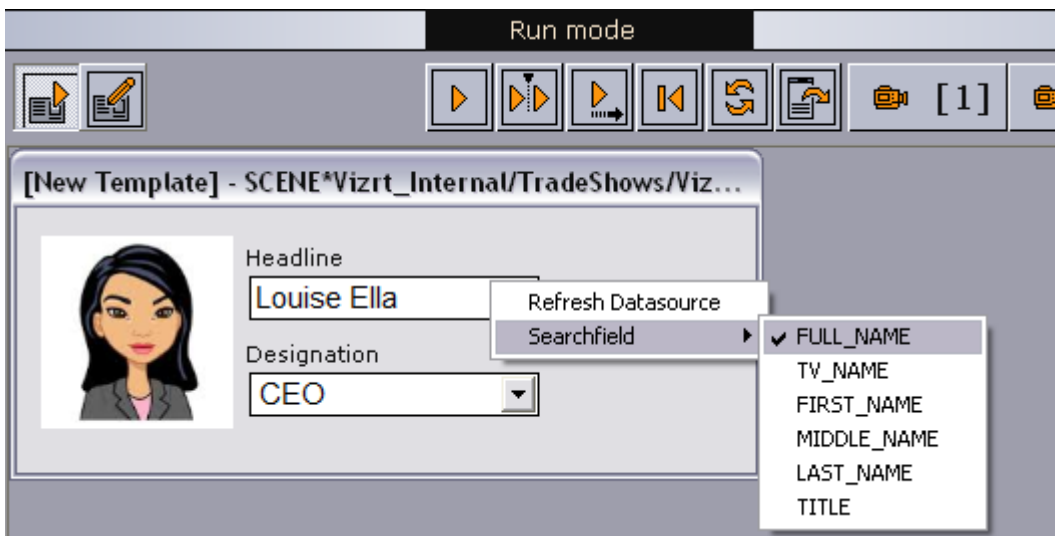 Run mode
[1]
[New Template] - SCENE*Vizrt_Internal/TradeShows/Viz...
Headline
Louise Ella
Refresh Datasource
Searchfield
FULL_NAME
TV_NAME
FIRST_NAME
MIDDLE_NAME
LAST_NAME
TITLE
Designation
CEO